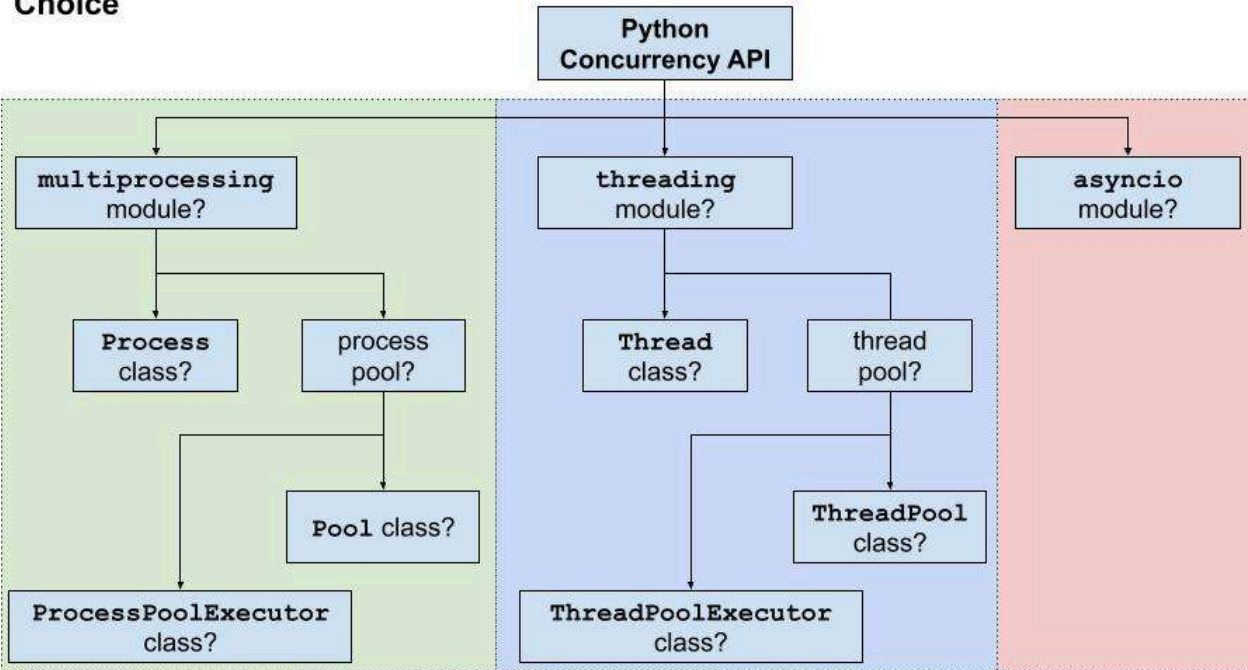 Choice
Python
Concurrency API
multiprocessing
module?
threading
module?
asyncio
module?
Process
class?
process
pool?
Thread
class?
thread
pool?
Pool class?
ThreadPool
class?
ProcessPoolExecutor
class?
ThreadPoolExecutor
class?